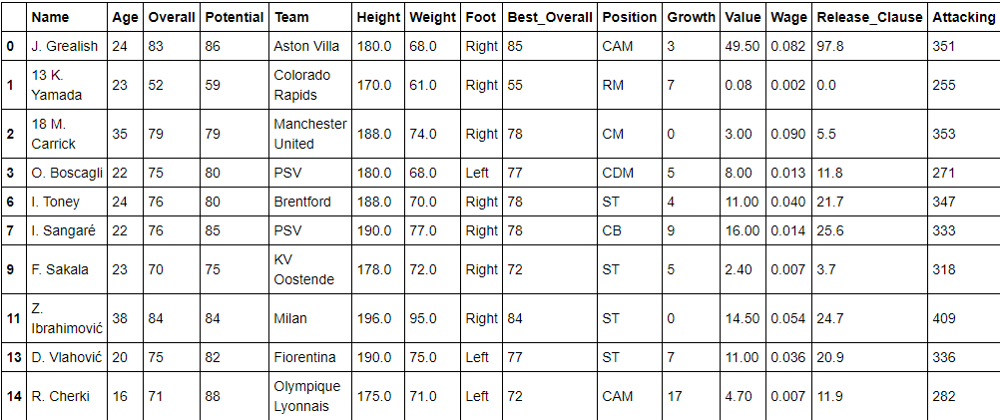 Name Age Overall Potential Team Height Weight Foot Best_Overall Position Growth Value Wage Release_Clause Attacking
0 J. Grealish 24 83 86 Aston Villa 180.0 68.0 Right 85 CAM 3 49.50 0.082 97.8 351
1 13 K. Yamada 23 52 59 Colorado Rapids 170.0 61.0 Right 55 RM 7 0.08 0.002 0.0 255
2 18 M. Carrick 35 79 79 Manchester United 188.0 74.0 Right 78 CM 0 3.00 0.090 5.5 353
3 O. Boscagli 22 75 80 PSV 180.0 68.0 Left 77 CDM 5 8.00 0.013 11.8 271
6 I. Toney 24 76 80 Brentford 188.0 70.0 Right 78 ST 4 11.00 0.040 21.7 347
7 I. Sangaré 22 76 85 PSV 190.0 77.0 Right 78 CB 9 16.00 0.014 25.6 333
9 F. Sakala 23 70 75 KV Oostende 178.0 72.0 Right 72 ST 5 2.40 0.007 3.7 318
11 Z. Ibrahimović 38 84 84 Milan 196.0 95.0 Right 84 ST 0 14.50 0.054 24.7 409
13 D. Vlahović 20 75 82 Fiorentina 190.0 75.0 Left 77 ST 7 11.00 0.036 20.9 336
14 R. Cherki 16 71 88 Olympique Lyonnais 175.0 71.0 Left 72 CAM 17 4.70 0.007 11.9 282